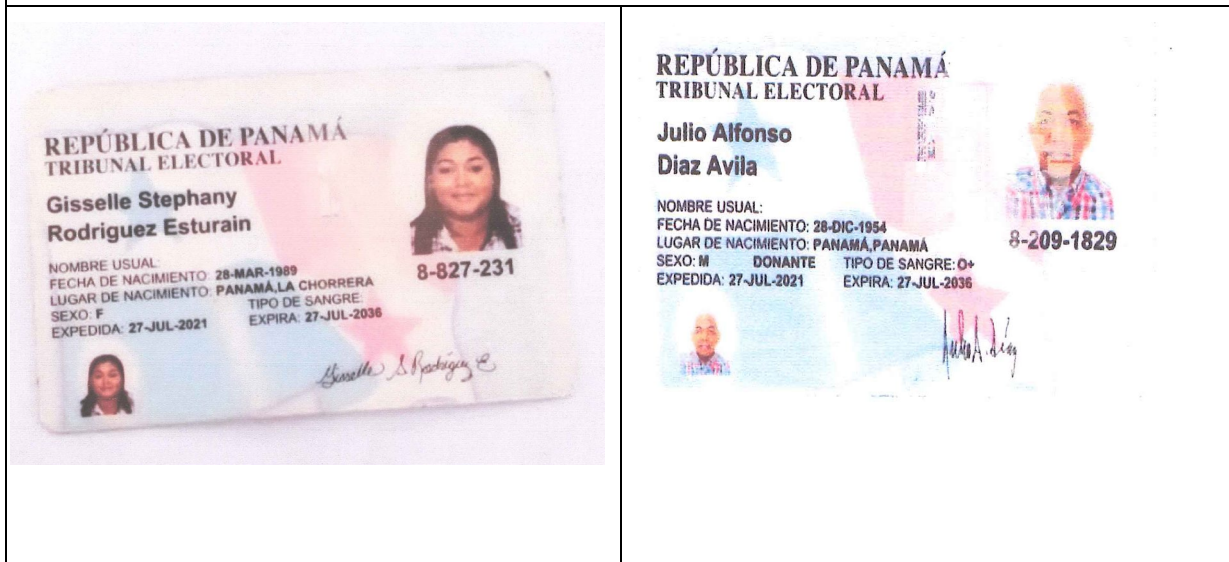 REPÚBLICA DE PANAMÁ
TRIBUNAL ELECTORAL
Gisselle Stephany
Rodriguez Esturain
NOMBRE USUAL:
FECHA DE NACIMIENTO: 28-MAR-1989
LUGAR DE NACIMIENTO: PANAMÁ,LA CHORRERA
SEXO: F TIPO DE SANGRE:
EXPEDIDA: 27-JUL-2021 EXPIRA: 27-JUL-2036
8-827-231
Gisselle S Rodríguez E
REPÚBLICA DE PANAMÁ
TRIBUNAL ELECTORAL
Julio Alfonso
Diaz Avila
NOMBRE USUAL:
FECHA DE NACIMIENTO: 28-DIC-1954
LUGAR DE NACIMIENTO: PANAMÁ,PANAMÁ
SEXO: M DONANTE TIPO DE SANGRE: O+
EXPEDIDA: 27-JUL-2021 EXPIRA: 27-JUL-2036
8-209-1829
Julio A. Díaz